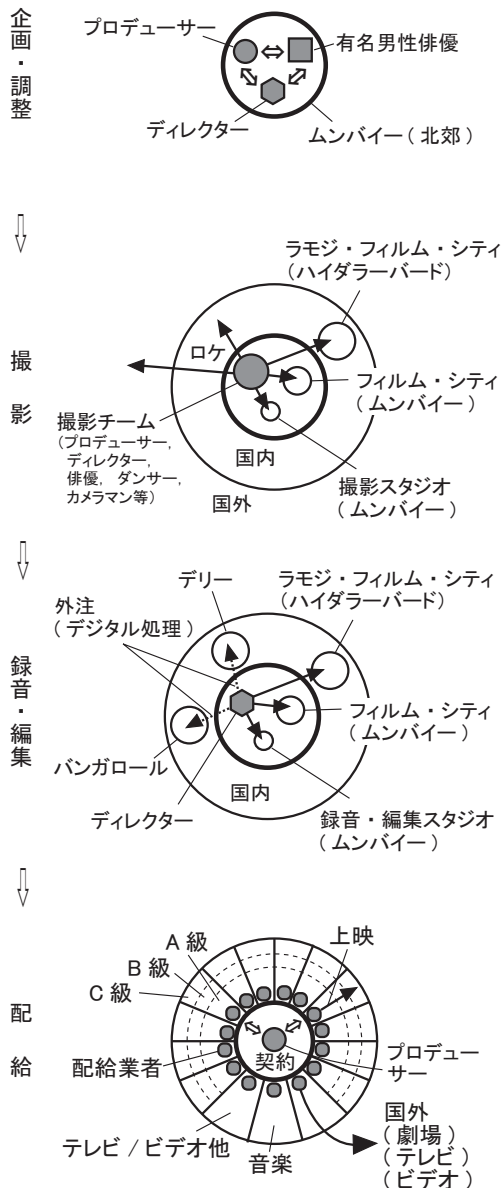 企画・調整
プロデューサー
有名男性俳優
ディレクター
ムンバイー(北郊)
撮影
ラモジ・フィルム・シティ
(ハイダラーバード)
ロケ
フィルム・シティ
(ムンバイー)
撮影チーム
(プロデューサー,
ディレクター,
俳優, ダンサー,
カメラマン等)
国内
国外
撮影スタジオ
(ムンバイー)
録音・編集
デリー
ラモジ・フィルム・シティ
(ハイダラーバード)
外注
(デジタル処理)
フィルム・シティ
(ムンバイー)
バンガロール
国内
ディレクター
録音・編集スタジオ
(ムンバイー)
配給
A 級
B 級
C 級
上映
配給業者
契約
プロデュー
サー
テレビ / ビデオ他
音楽
国外
(劇場)
(テレビ)
(ビデオ)